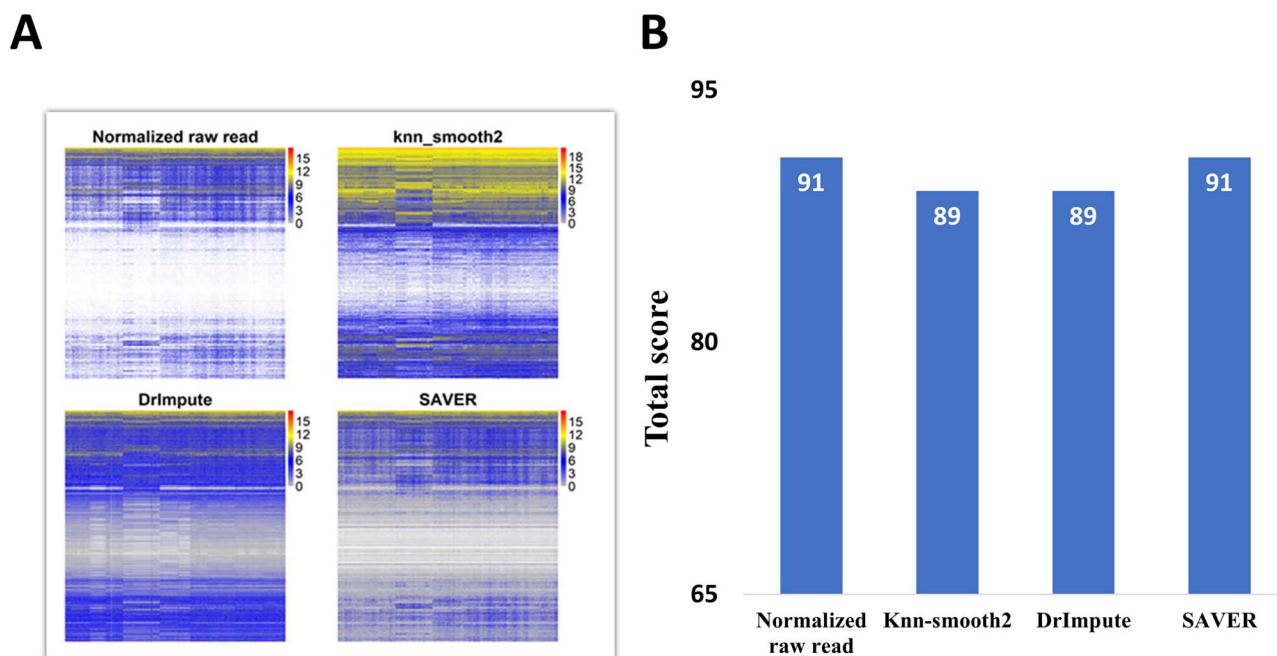 A
Normalized raw read
15
12
9
6
3
0
knn_smooth2
18
15
12
9
6
3
0
DrImpute
15
12
9
6
3
0
SAVER
15
12
9
6
3
0
B
Total score
95
80
65
91
89
89
91
Normalized
raw read
Knn-smooth2
DrImpute
SAVER